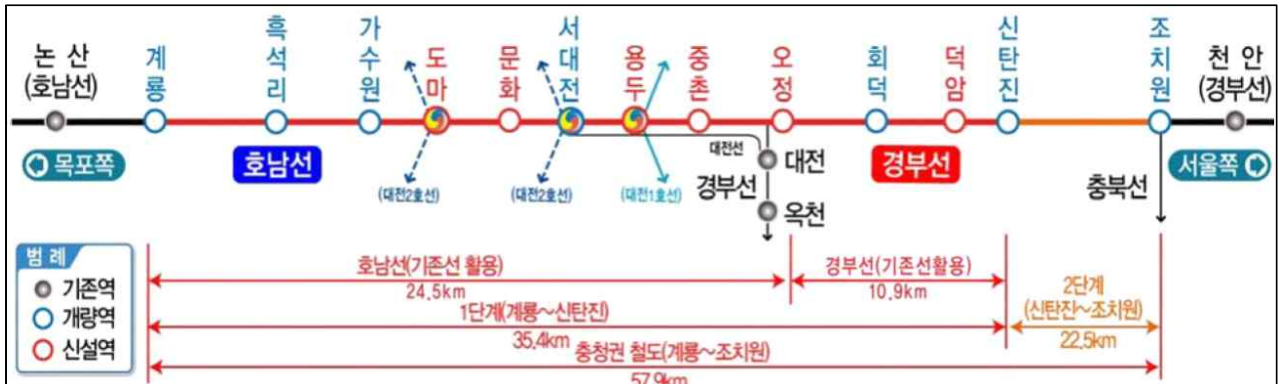 논 산
(호남선)
계룡
흑석리
가수원
도마
문화
서대전
용두
중촌
오정
회덕
덕암
신탄진
조치원
천 안
(경부선)
목포쪽
호남선
(대전2호선)
(대전2호선)
(대전1호선)
대전선
대전
경부선
옥천
경부선
충북선
서울쪽
범 례
기존역
개량역
신설역
호남선(기존선 활용)
24.5km
경부선(기존선활용)
10.9km
2단계
(신탄진~조치원)
22.5km
1단계(계룡~신탄진)
35.4km
충청권 철도(계룡~조치원)
57.9km